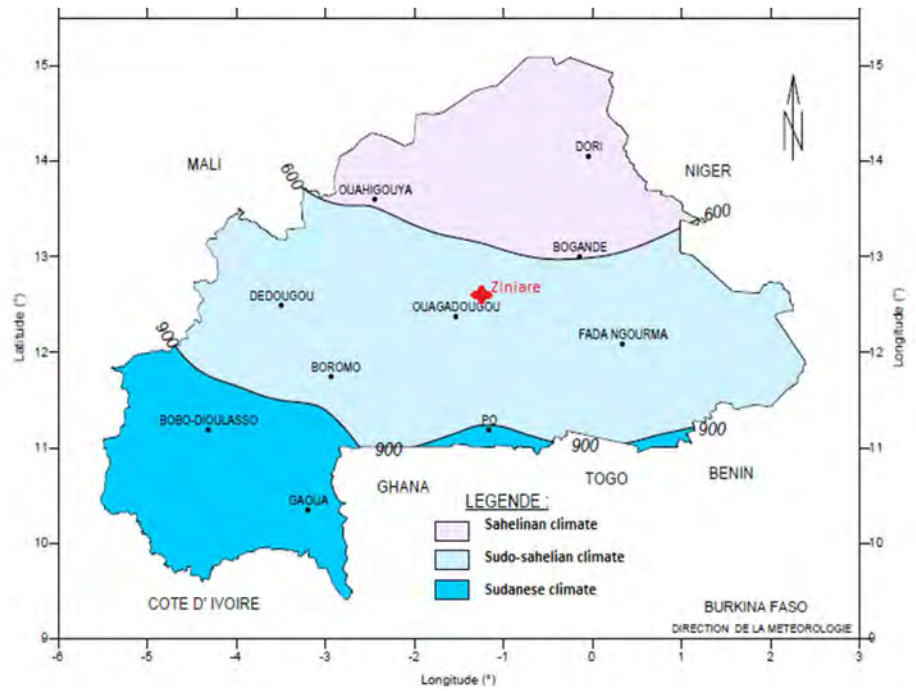 15
15
DORI
14
14
MALI
NIGER
600
OUAHIGOUYA
600
13
BOGANDE
13
Ziniare
DEDOUGOU
OUAGADOUGOU
Latitude (°)
Longitude (°)
900
FADA NGOURMA
12
12
BOROMO
BOBO-DIOULASSO
PO
900
11
900
900
11
TOGO
BENIN
GHANA
GAOUA
LEGENDE :
Sahelinan climate
10
Sudo-sahelian climate
10
Sudanese climate
COTE D' IVOIRE
BURKINA FASO
DIRECTION DE LA METEOROLOGIE
9
9
-6
-5
-4
-3
-2
-1
0
1
2
3
Longitude (°)
N